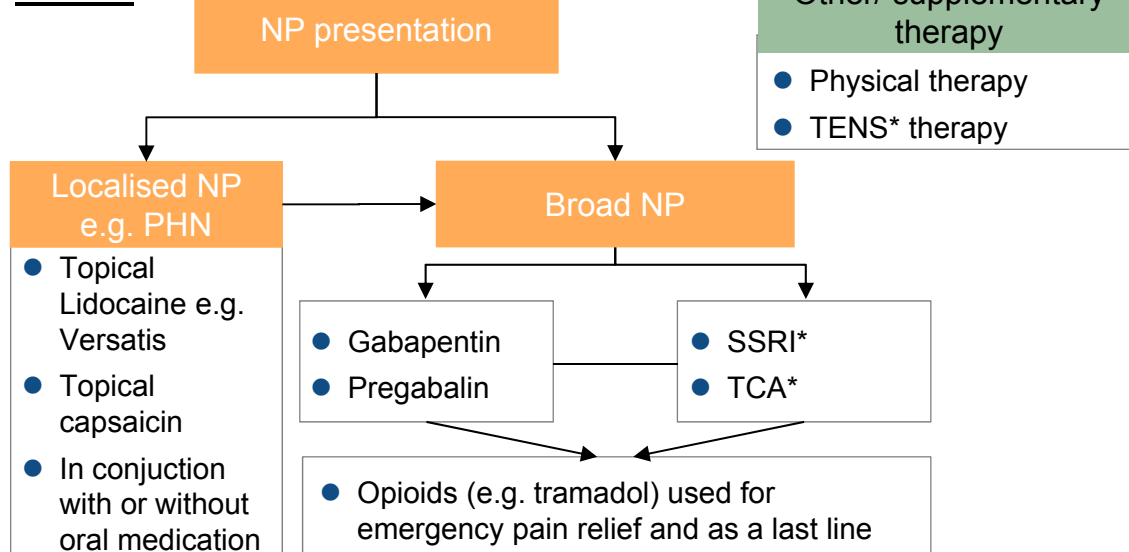 NP presentation
Other/ supplementary
therapy
● Physical therapy
● TENS* therapy
Localised NP
e.g. PHN
● Topical
Lidocaine e.g.
Versatis
● Topical
capsaicin
● In conjuction
with or without
oral medication
Broad NP
● Gabapentin
● Pregabalin
● SSRI*
● TCA*
● Opioids (e.g. tramadol) used for
emergency pain relief and as a last line